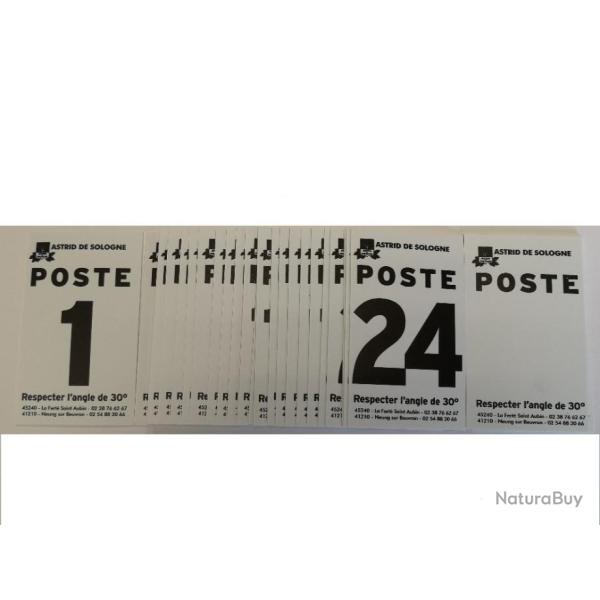 ASTRID DE SOLOGNE
POSTE
1
Respecter l'angle de 30°
45240 - La Ferté Saint Aubin - 02 38 76 62 67
41210 - Neung sur Beuvron - 02 54 88 30 66
ASTRID DE SOLOGNE
POSTE
24
Respecter l'angle de 30°
45240 - La Ferté Saint Aubin - 02 38 76 62 67
41210 - Neung sur Beuvron - 02 54 88 30 66
ASTRID DE SOLOGNE
POSTE
Respecter l'angle de 30°
45240 - La Ferté Saint Aubin - 02 38 76 62 67
41210 - Neung sur Beuvron - 02 54 88 30 66
NaturaBuy